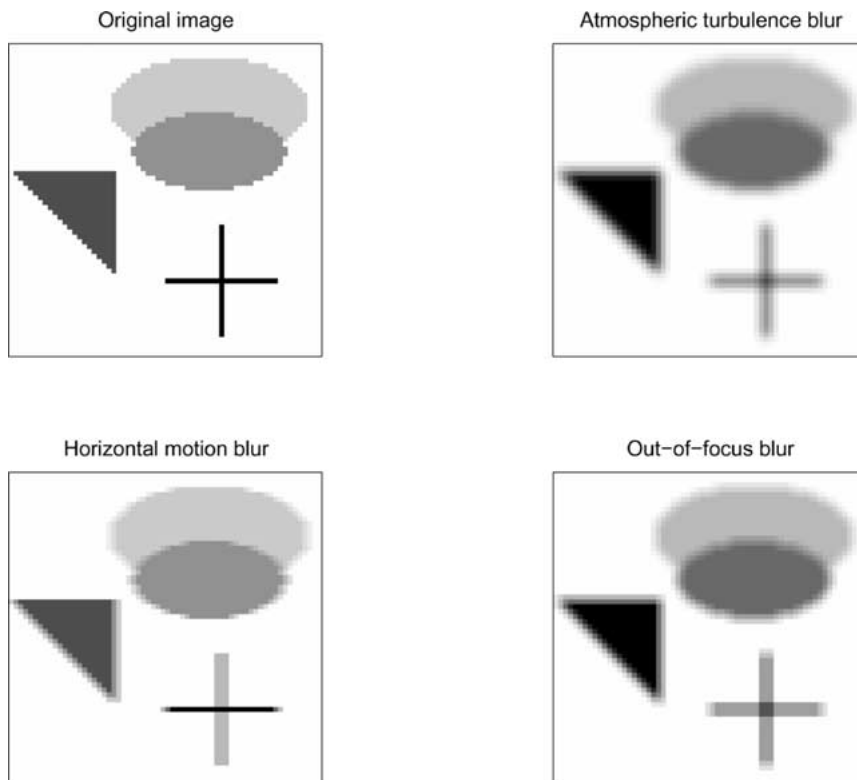 Original image
Atmospheric turbulence blur
Horizontal motion blur
Out−of−focus blur